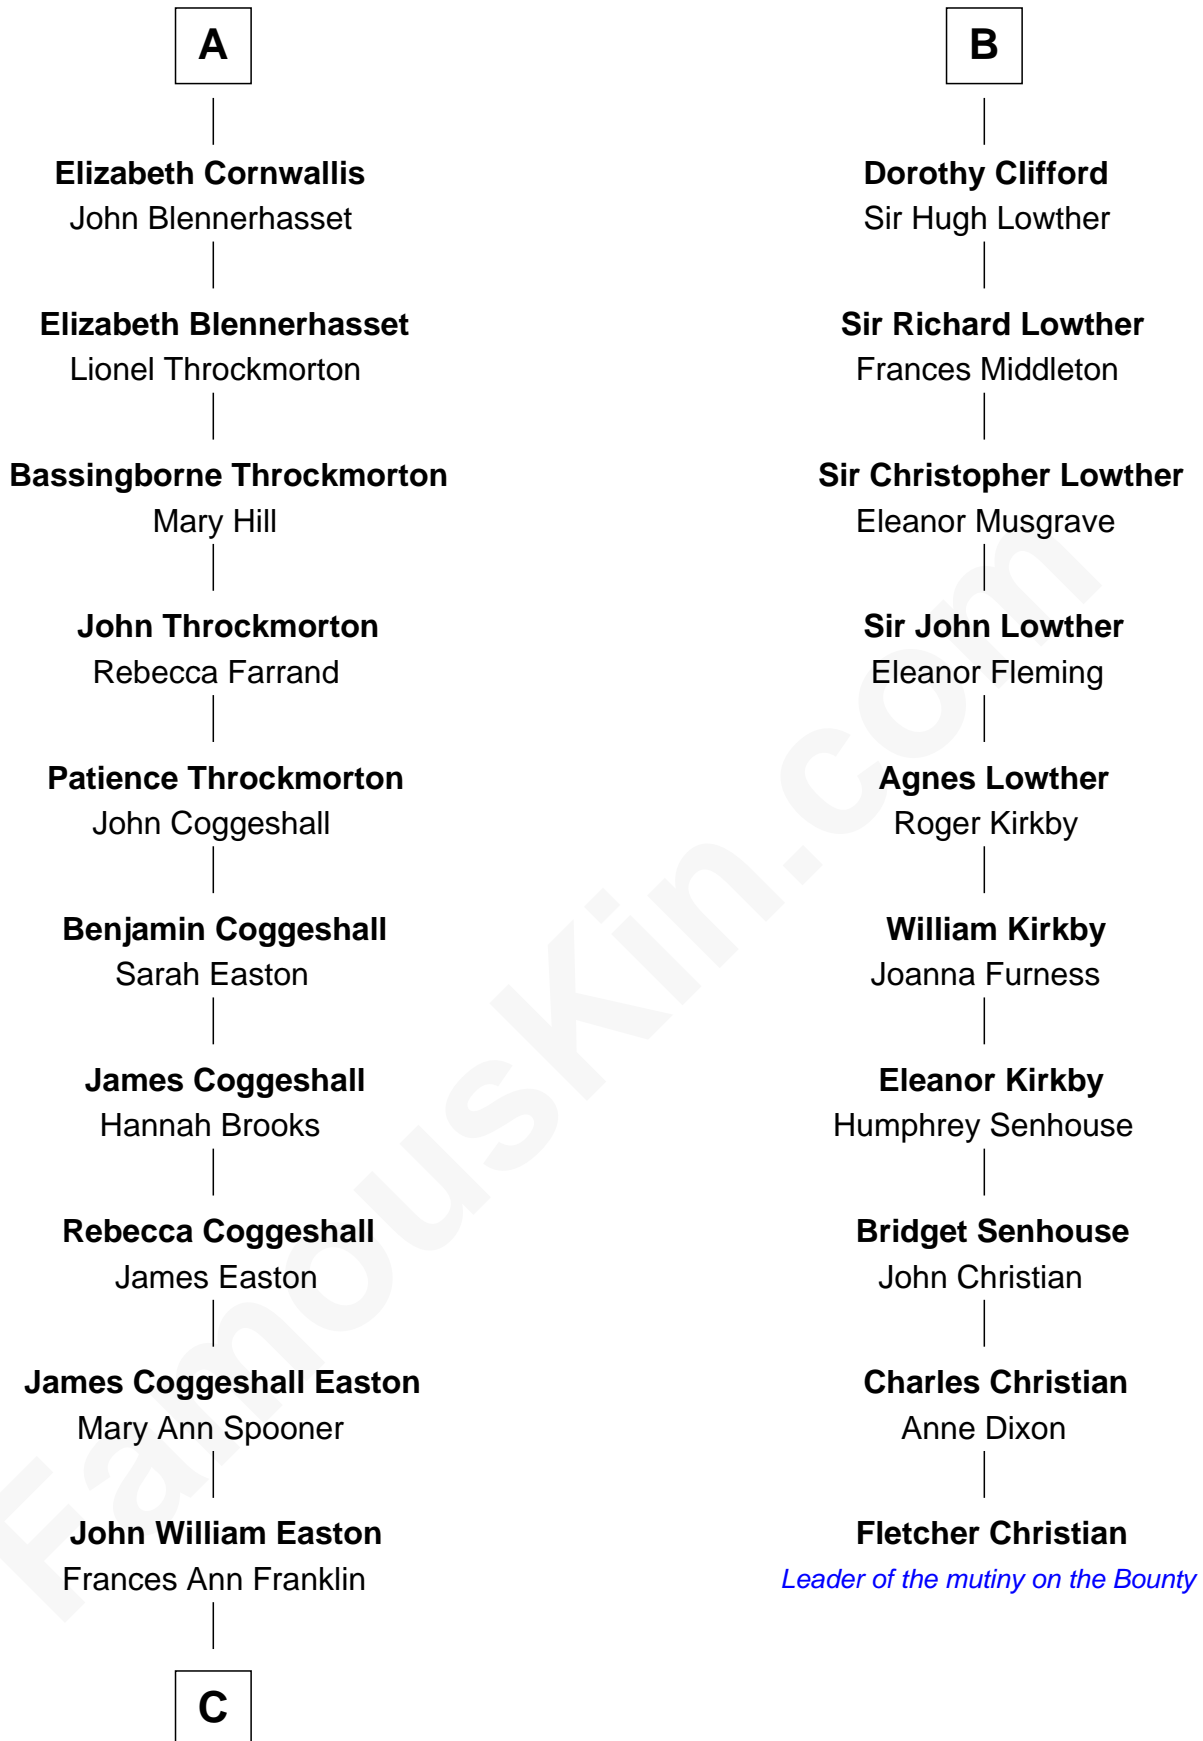 A
Elizabeth Cornwallis
John Blennerhasset
Elizabeth Blennerhasset
Lionel Throckmorton
Bassingborne Throckmorton
Mary Hill
John Throckmorton
Rebecca Farrand
Patience Throckmorton
John Coggeshall
Benjamin Coggeshall
Sarah Easton
James Coggeshall
Hannah Brooks
Rebecca Coggeshall
James Easton
James Coggeshall Easton
Mary Ann Spooner
John William Easton
Frances Ann Franklin
C
B
Dorothy Clifford
Sir Hugh Lowther
Sir Richard Lowther
Frances Middleton
Sir Christopher Lowther
Eleanor Musgrave
Sir John Lowther
Eleanor Fleming
Agnes Lowther
Roger Kirkby
William Kirkby
Joanna Furness
Eleanor Kirkby
Humphrey Senhouse
Bridget Senhouse
John Christian
Charles Christian
Anne Dixon
Fletcher Christian
Leader of the mutiny on the Bounty
FamousKin.com